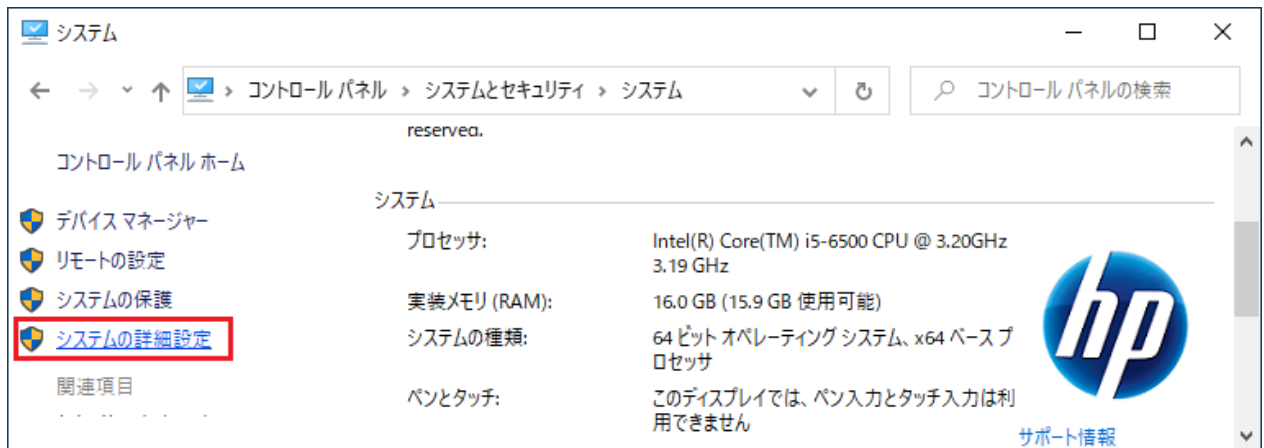 システム
コントロール パネル › システムとセキュリティ › システム
コントロール パネルの検索
reserved.
コントロール パネル ホーム
デバイス マネージャー
リモートの設定
システムの保護
システムの詳細設定
関連項目
システム
プロセッサ:
Intel(R) Core(TM) i5-6500 CPU @ 3.20GHz
3.19 GHz
実装メモリ (RAM):
16.0 GB (15.9 GB 使用可能)
システムの種類:
64 ビット オペレーティング システム、x64 ベース プ
ロセッサ
ペンとタッチ:
このディスプレイでは、ペン入力とタッチ入力は利
用できません
hp
サポート情報